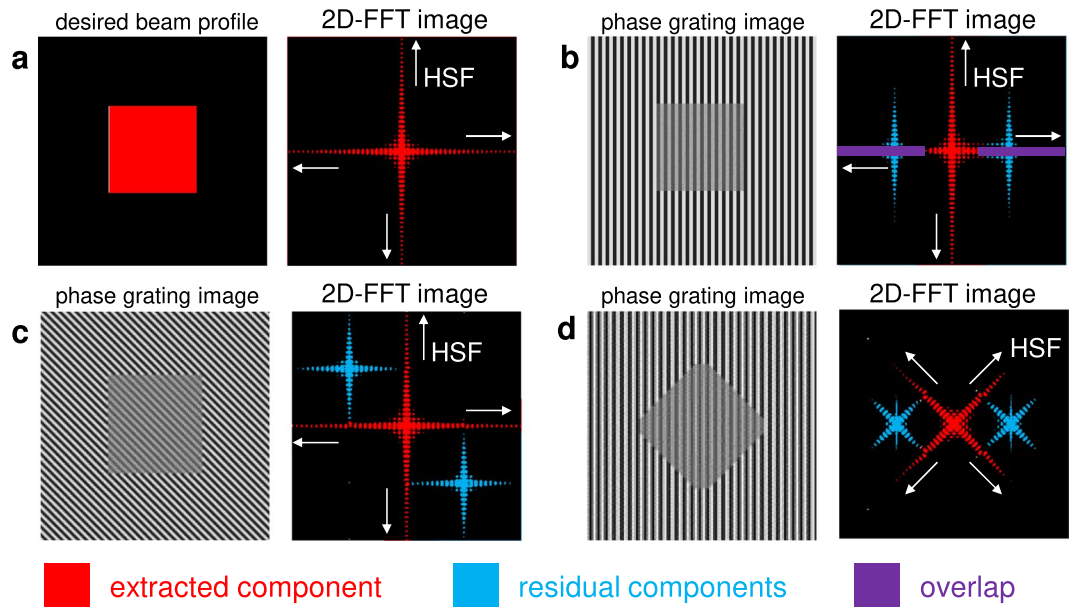 a
desired beam profile
2D-FFT image
HSF
b
phase grating image
2D-FFT image
HSF
c
phase grating image
2D-FFT image
HSF
d
phase grating image
2D-FFT image
HSF
extracted component
residual components
overlap